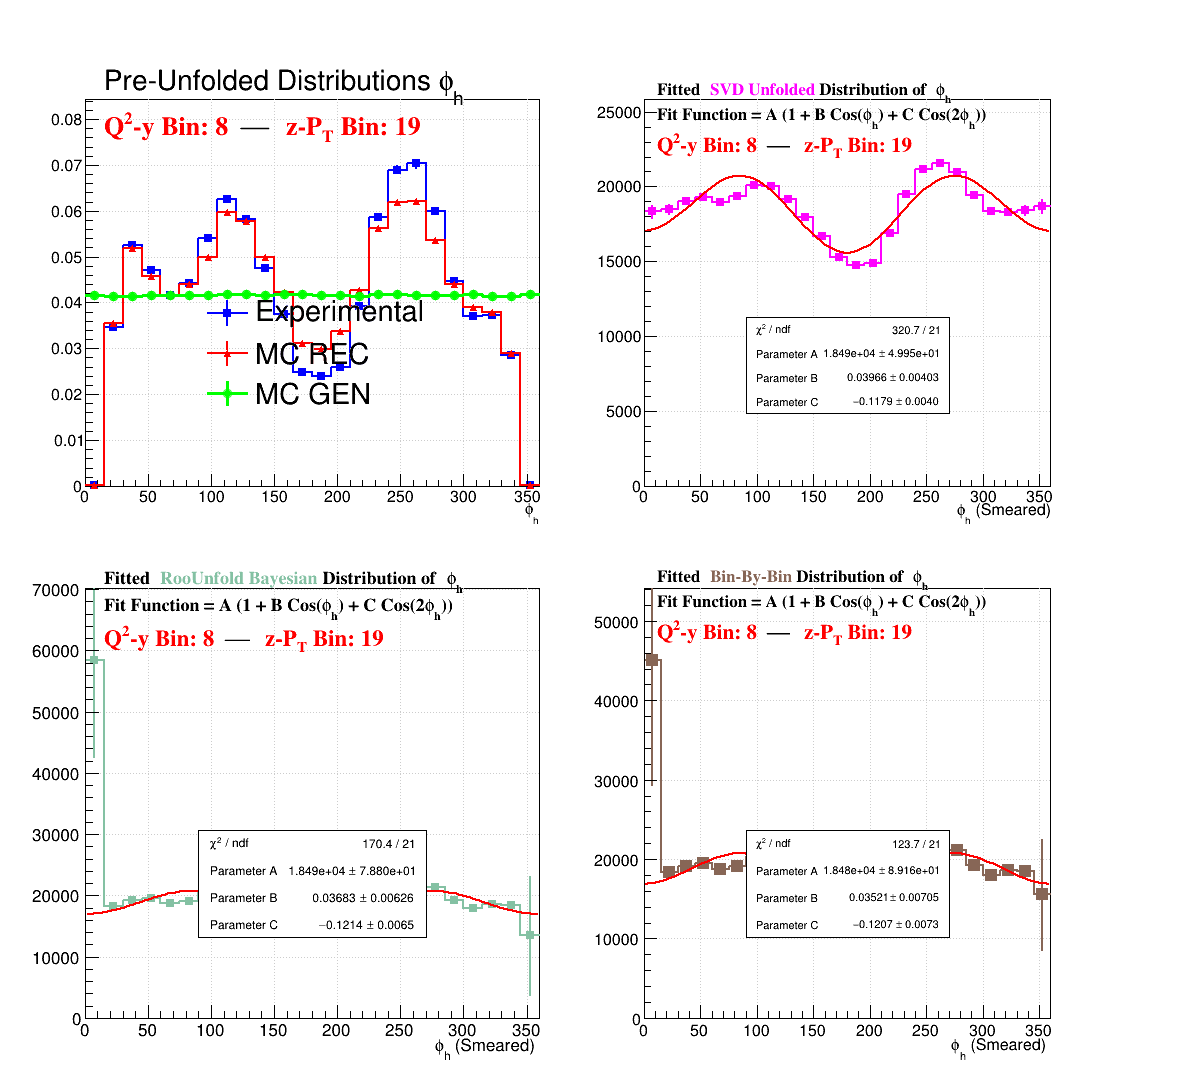 Pre-Unfolded Distributions ϕh
Q²-y Bin: 8 — z-PT Bin: 19
0.08
0.07
0.06
0.05
0.04
0.03
0.02
0.01
0
Experimental
MC REC
MC GEN
0 50 100 150 200 250 300 350
ϕh
Fitted SVD Unfolded Distribution of ϕh
Fit Function = A (1 + B Cos(ϕh) + C Cos(2ϕh))
Q²-y Bin: 8 — z-PT Bin: 19
25000
20000
15000
10000
5000
0
χ² / ndf 320.7 / 21
Parameter A 1.849e+04 ± 4.995e+01
Parameter B 0.03966 ± 0.00403
Parameter C −0.1179 ± 0.0040
0 50 100 150 200 250 300 350
ϕh (Smeared)
Fitted RooUnfold Bayesian Distribution of ϕh
Fit Function = A (1 + B Cos(ϕh) + C Cos(2ϕh))
Q²-y Bin: 8 — z-PT Bin: 19
70000
60000
50000
40000
30000
20000
10000
0
χ² / ndf 170.4 / 21
Parameter A 1.849e+04 ± 7.880e+01
Parameter B 0.03683 ± 0.00626
Parameter C −0.1214 ± 0.0065
0 50 100 150 200 250 300 350
ϕh (Smeared)
Fitted Bin-By-Bin Distribution of ϕh
Fit Function = A (1 + B Cos(ϕh) + C Cos(2ϕh))
Q²-y Bin: 8 — z-PT Bin: 19
50000
40000
30000
20000
10000
0
χ² / ndf 123.7 / 21
Parameter A 1.848e+04 ± 8.916e+01
Parameter B 0.03521 ± 0.00705
Parameter C −0.1207 ± 0.0073
0 50 100 150 200 250 300 350
ϕh (Smeared)